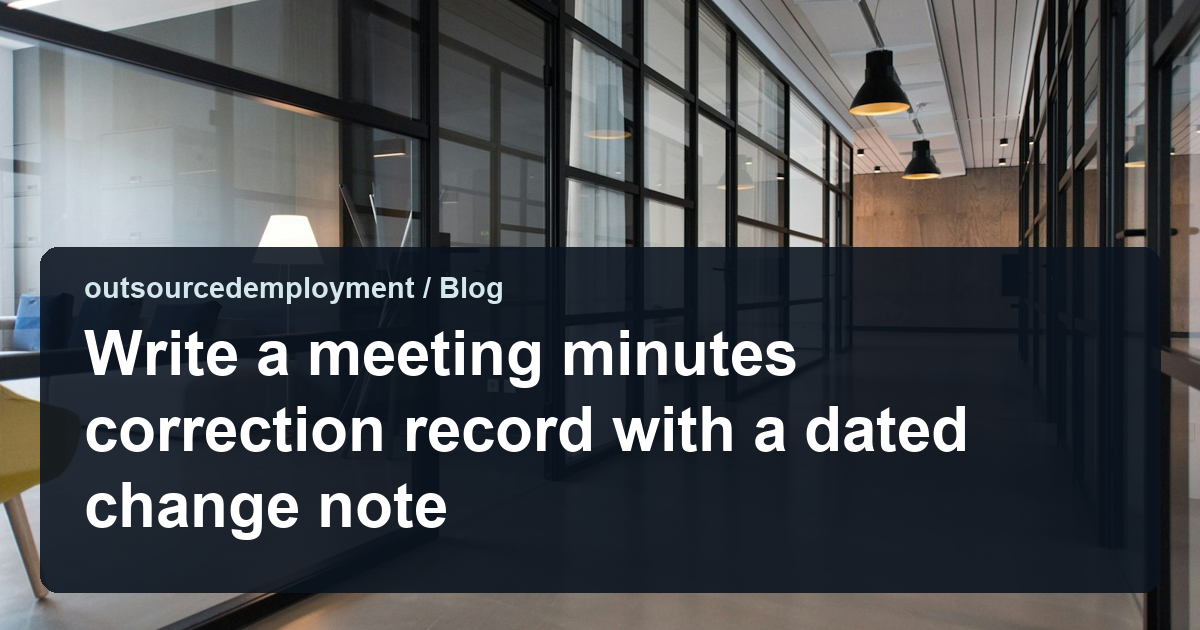 outsourcedemployment / Blog
Write a meeting minutes
correction record with a dated
change note